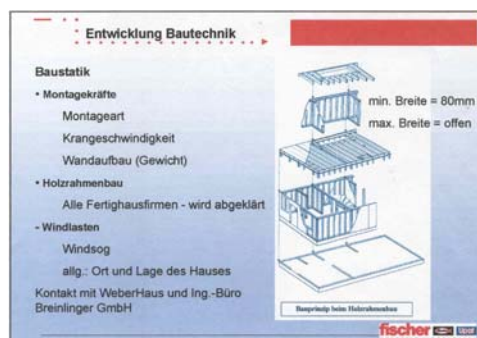 Entwicklung Bautechnik
Baustatik
• Montagekräfte
Montageart
Krangeschwindigkeit
Wandaufbau (Gewicht)
• Holzrahmenbau
Alle Fertighausfirmen - wird abgeklärt
- Windlasten
Windsog
allg.: Ort und Lage des Hauses
Kontakt mit WeberHaus und Ing.-Büro
Breinlinger GmbH
min. Breite = 80mm
max. Breite = offen
Bauprinzip beim Holzrahmenbau
fischer
Upat